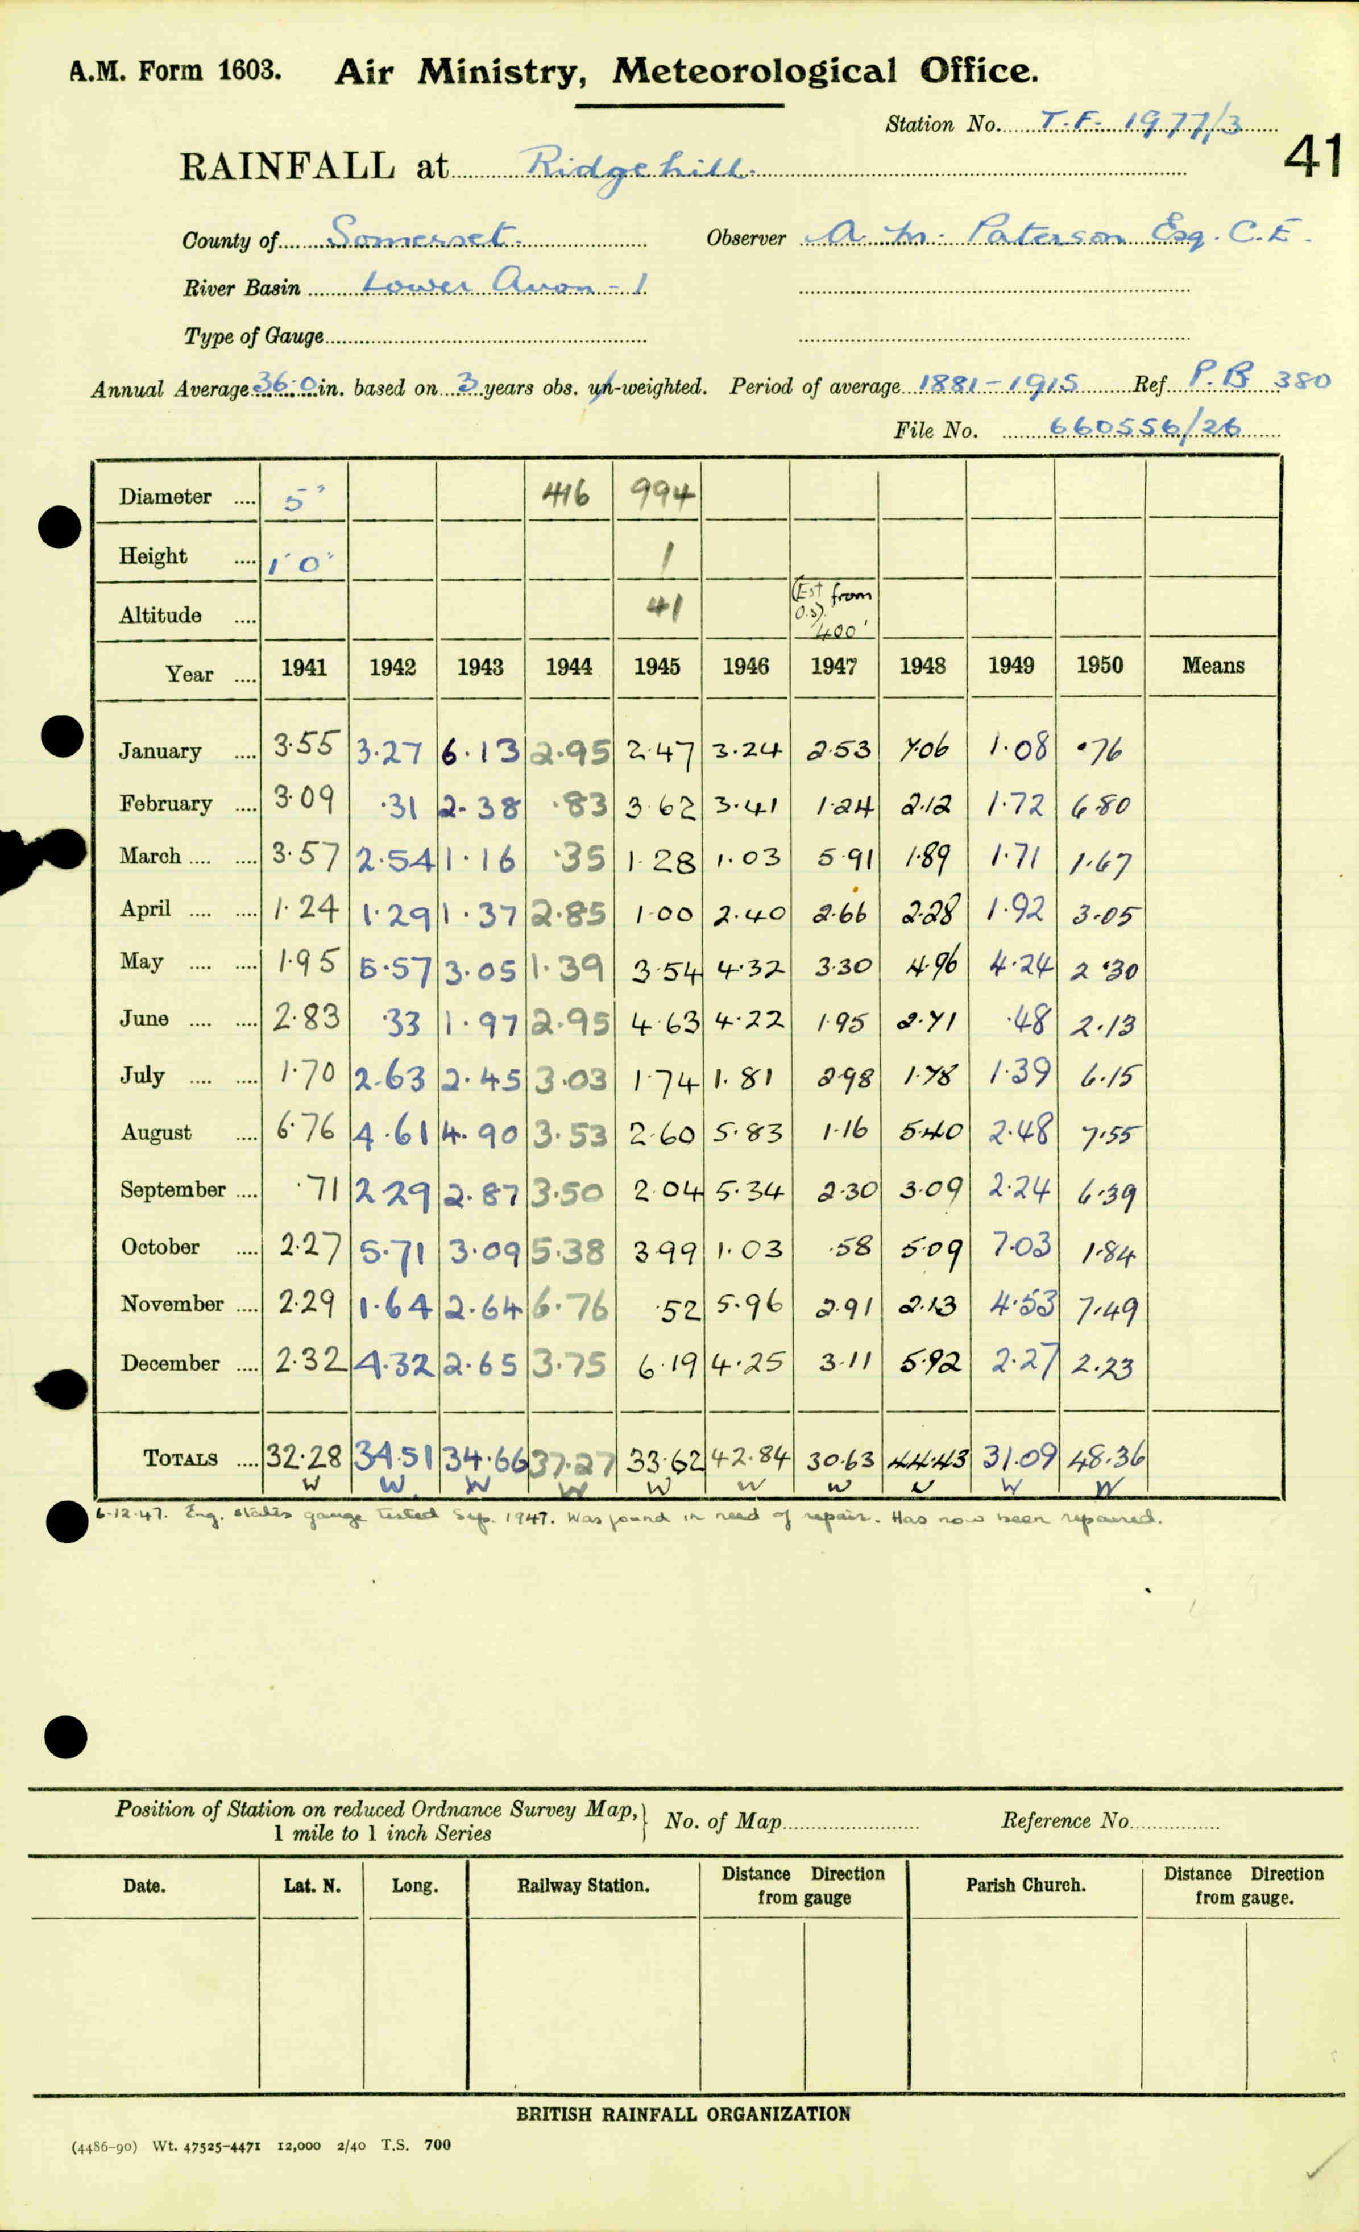 A.M. Form 1603. Air Ministry, Meteorological Office.
Station No. T.F. 1977/3
41
RAINFALL at Ridgehill.
County of Somerset. Observer A M. Paterson Esq. C.E.
River Basin Lower Avon - 1
Type of Gauge
Annual Average 36.0 in. based on 3 years obs. un-weighted. Period of average 1881-1915 Ref. P.B 380
File No. 660556/26
Diameter .... 5" 416 994
Height .... 1'0" 1
Altitude .... 41 (Est from O.S). 400'
Year .... 1941 1942 1943 1944 1945 1946 1947 1948 1949 1950 Means
January .... 3.55 3.27 6.13 2.95 2.47 3.24 2.53 7.06 1.08 .76
February .... 3.09 .31 2.38 .83 3.62 3.41 1.24 2.12 1.72 6.80
March .... .... 3.57 2.54 1.16 .35 1.28 1.03 5.91 1.89 1.71 1.67
April .... .... 1.24 1.29 1.37 2.85 1.00 2.40 2.66 2.28 1.92 3.05
May .... .... 1.95 5.57 3.05 1.39 3.54 4.32 3.30 4.96 4.24 2.30
June .... .... 2.83 .33 1.97 2.95 4.63 4.22 1.95 2.71 .48 2.13
July .... .... 1.70 2.63 2.45 3.03 1.74 1.81 2.98 1.78 1.39 6.15
August .... 6.76 4.61 4.90 3.53 2.60 5.83 1.16 5.40 2.48 7.55
September .... .71 2 29 2.87 3.50 2.04 5.34 2.30 3.09 2.24 6.39
October .... 2.27 5.71 3.09 5.38 3.99 1.03 .58 5.09 7.03 1.84
November .... 2.29 1.64 2.64 6.76 .52 5.96 2.91 2.13 4.53 7.49
December .... 2.32 4.32 2.65 3.75 6.19 4.25 3.11 5.92 2.27 2.23
TOTALS .... 32.28 34.51 34.66 37.27 33.62 42.84 30.63 44.43 31.09 48.36
W W W W W W W W W W
6.12.47. Eng. states gauge tested Sep. 1947. Was found in need of repair. Has now been repaired.
Position of Station on reduced Ordnance Survey Map, } No. of Map Reference No.
1 mile to 1 inch Series
Date. Lat. N. Long. Railway Station. Distance Direction from gauge Parish Church. Distance Direction from gauge.
BRITISH RAINFALL ORGANIZATION
(4486-90) Wt. 47525-4471 12,000 2/40 T.S. 700